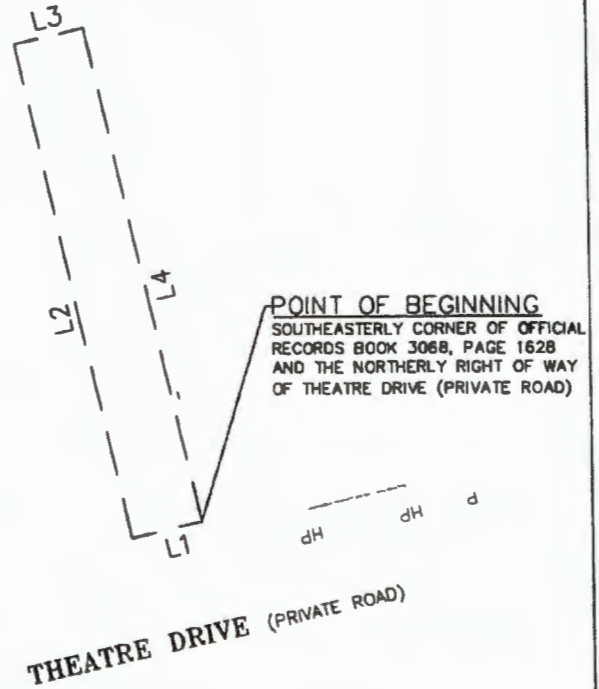 L3
L2
L4
POINT OF BEGINNING
SOUTHEASTERLY CORNER OF OFFICIAL
RECORDS BOOK 3068, PAGE 1628
AND THE NORTHERLY RIGHT OF WAY
OF THEATRE DRIVE (PRIVATE ROAD)
L1
dH
dH
d
THEATRE DRIVE (PRIVATE ROAD)